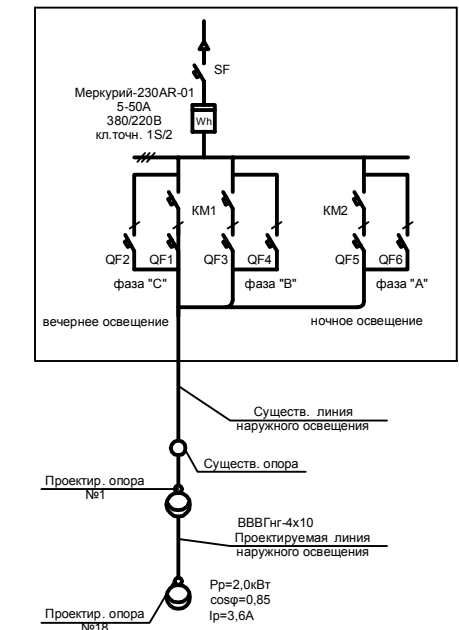 SF
Меркурий-230AR-01
5-50А
380/220В
кл.точн. 1S/2
Wh
КМ1
КМ2
QF2
QF1
QF3
QF4
QF5
QF6
фаза "С"
фаза "В"
фаза "А"
вечернее освещение
ночное освещение
Существ. линия
наружного освещения
Существ. опора
Проектир. опора
№1
ВВВГнг-4х10
Проектируемая линия
наружного освещения
Рр=2,0кВт
cosφ=0,85
Iр=3,6А
Проектир. опора
№18